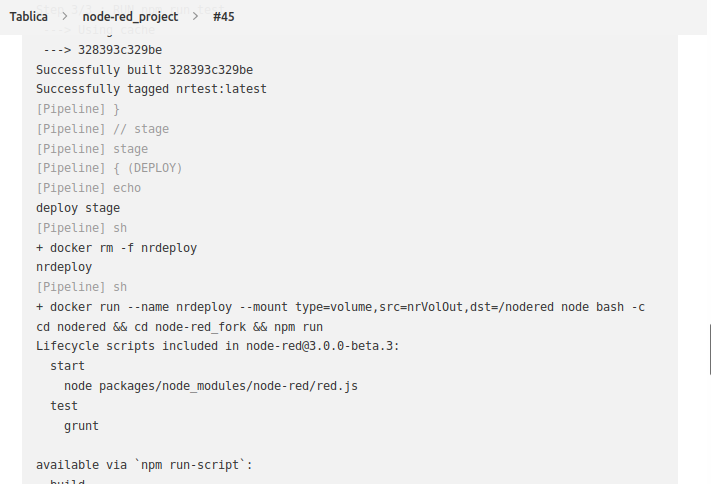 Tablica > node-red_project > #45
---> 328393c329be
Successfully built 328393c329be
Successfully tagged nrtest:latest
[Pipeline] }
[Pipeline] // stage
[Pipeline] stage
[Pipeline] { (DEPLOY)
[Pipeline] echo
deploy stage
[Pipeline] sh
+ docker rm -f nrdeploy
nrdeploy
[Pipeline] sh
+ docker run --name nrdeploy --mount type=volume,src=nrVolOut,dst=/nodered node bash -c
cd nodered && cd node-red_fork && npm run
Lifecycle scripts included in node-red@3.0.0-beta.3:
start
node packages/node_modules/node-red/red.js
test
grunt
available via `npm run-script`:
build